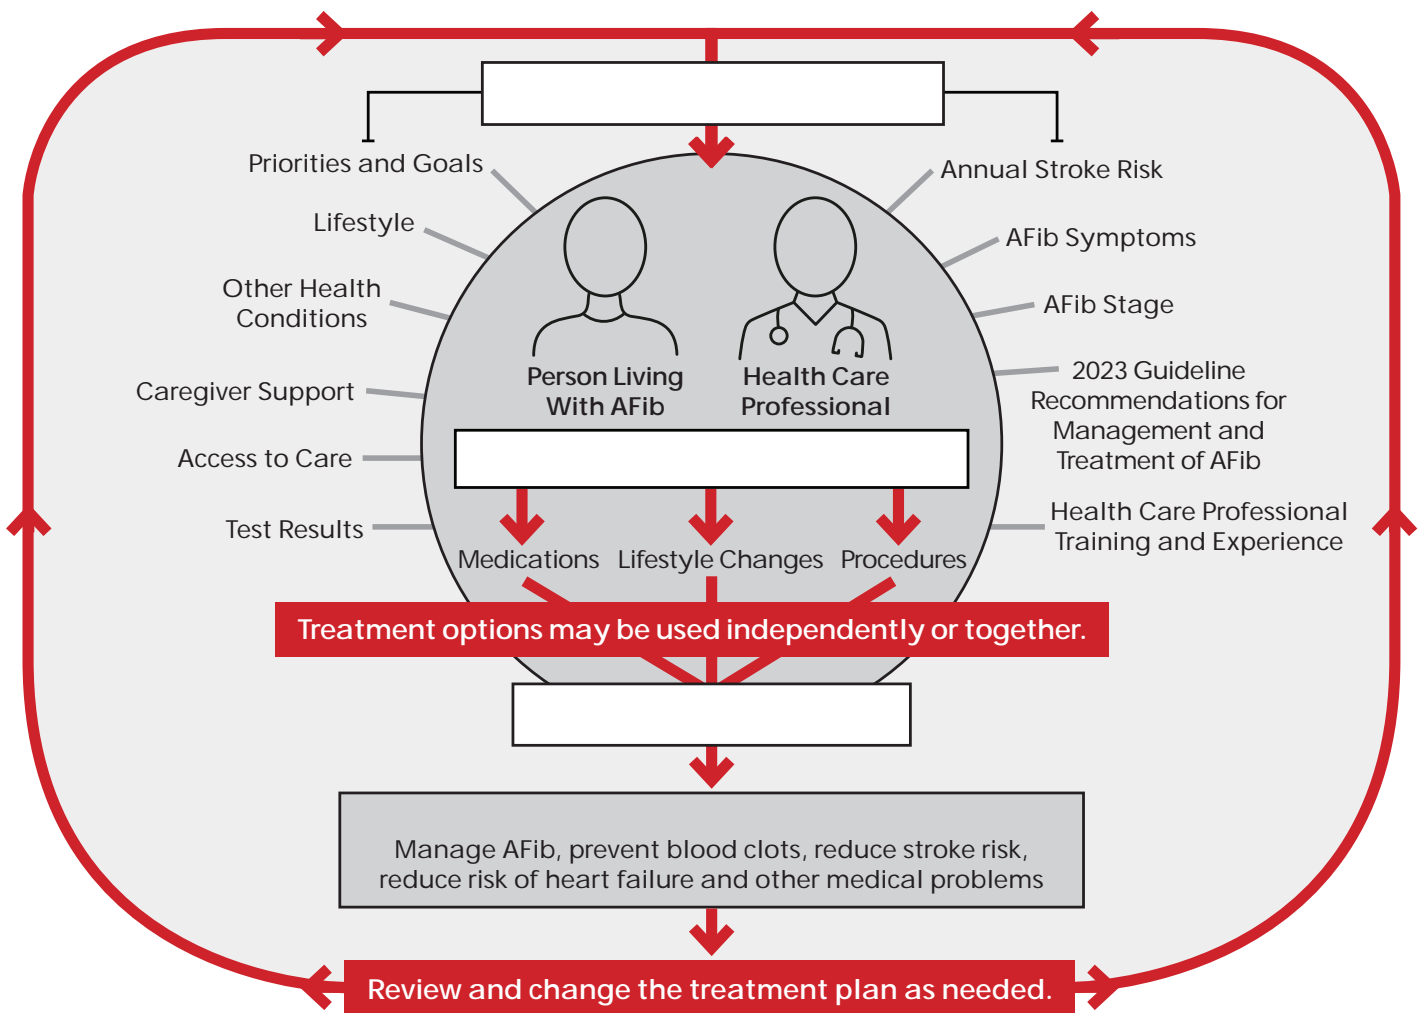 Priorities and Goals
Lifestyle
Other Health
Conditions
Caregiver Support
Access to Care
Test Results
Annual Stroke Risk
AFib Symptoms
AFib Stage
2023 Guideline
Recommendations for
Management and
Treatment of AFib
Health Care Professional
Training and Experience
Person Living
With AFib
Health Care
Professional
Medications
Lifestyle Changes
Procedures
Treatment options may be used independently or together.
Manage AFib, prevent blood clots, reduce stroke risk,
reduce risk of heart failure and other medical problems
Review and change the treatment plan as needed.